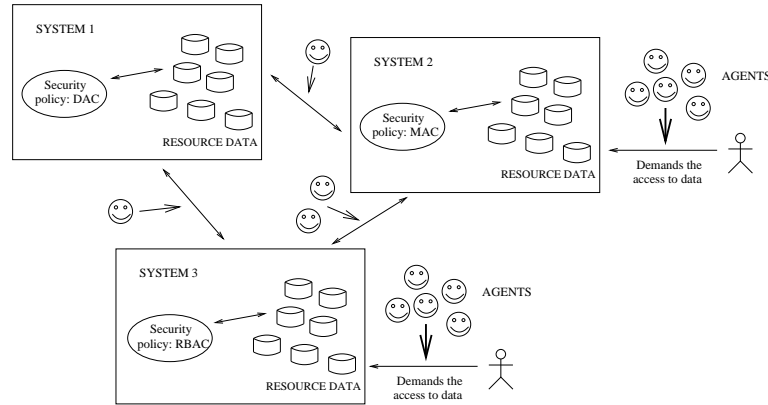 SYSTEM 1
Security
policy: DAC
RESOURCE DATA
SYSTEM 2
Security
policy: MAC
RESOURCE DATA
AGENTS
Demands the
access to data
SYSTEM 3
Security
policy: RBAC
RESOURCE DATA
AGENTS
Demands the
access to data